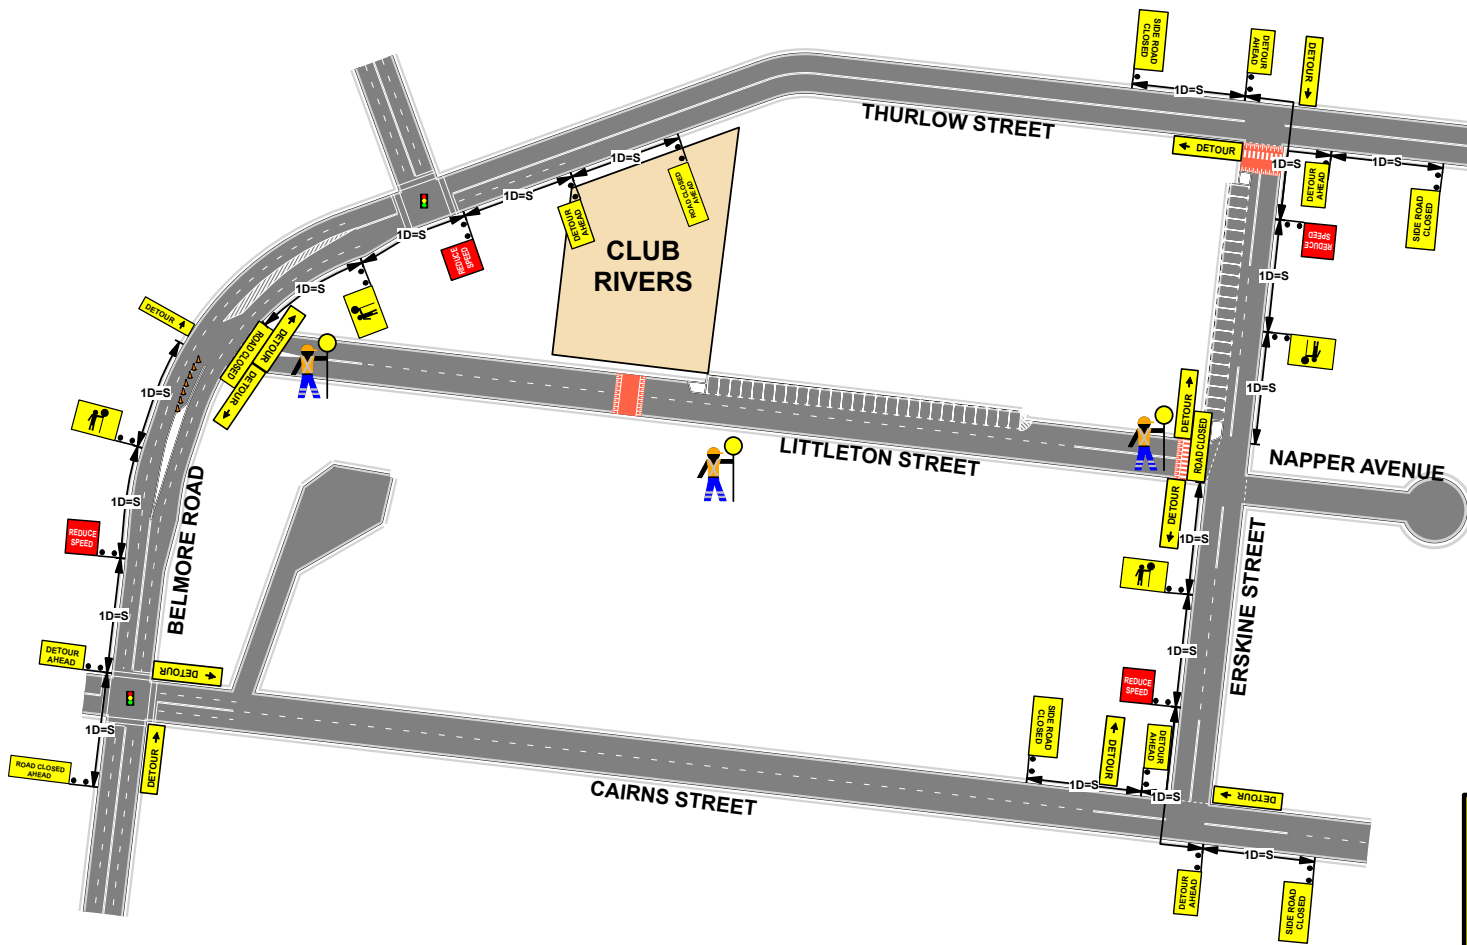 SIDE ROAD
CLOSED
DETOUR
AHEAD
DETOUR
1D=S
THURLOW STREET
DETOUR
1D=S
1D=S
DETOUR
AHEAD
SIDE ROAD
CLOSED
REDUCE
SPEED
1D=S
1D=S
1D=S
1D=S
ROAD CLOSED
AHEAD
DETOUR
AHEAD
1D=S
REDUCE
SPEED
1D=S
CLUB
RIVERS
DETOUR
ROAD CLOSED
DETOUR
DETOUR
1D=S
1D=S
REDUCE
SPEED
1D=S
BELMORE ROAD
DETOUR
AHEAD
DETOUR
1D=S
ROAD CLOSED
AHEAD
DETOUR
LITTLETON STREET
DETOUR
ROAD CLOSED
DETOUR
NAPPER AVENUE
1D=S
ERSKINE STREET
1D=S
REDUCE
SPEED
SIDE ROAD
CLOSED
DETOUR
DETOUR
AHEAD
1D=S
1D=S
DETOUR
CAIRNS STREET
1D=S
DETOUR
AHEAD
SIDE ROAD
CLOSED